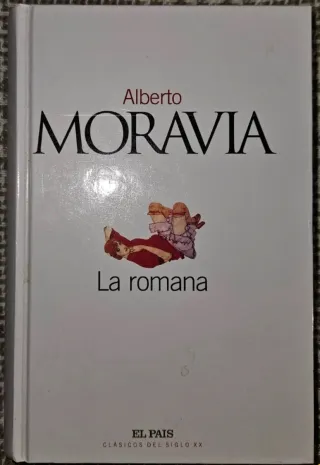 Alberto
MORAVIA
La romana
EL PAIS
CLÁSICOS DEL SIGLO XX